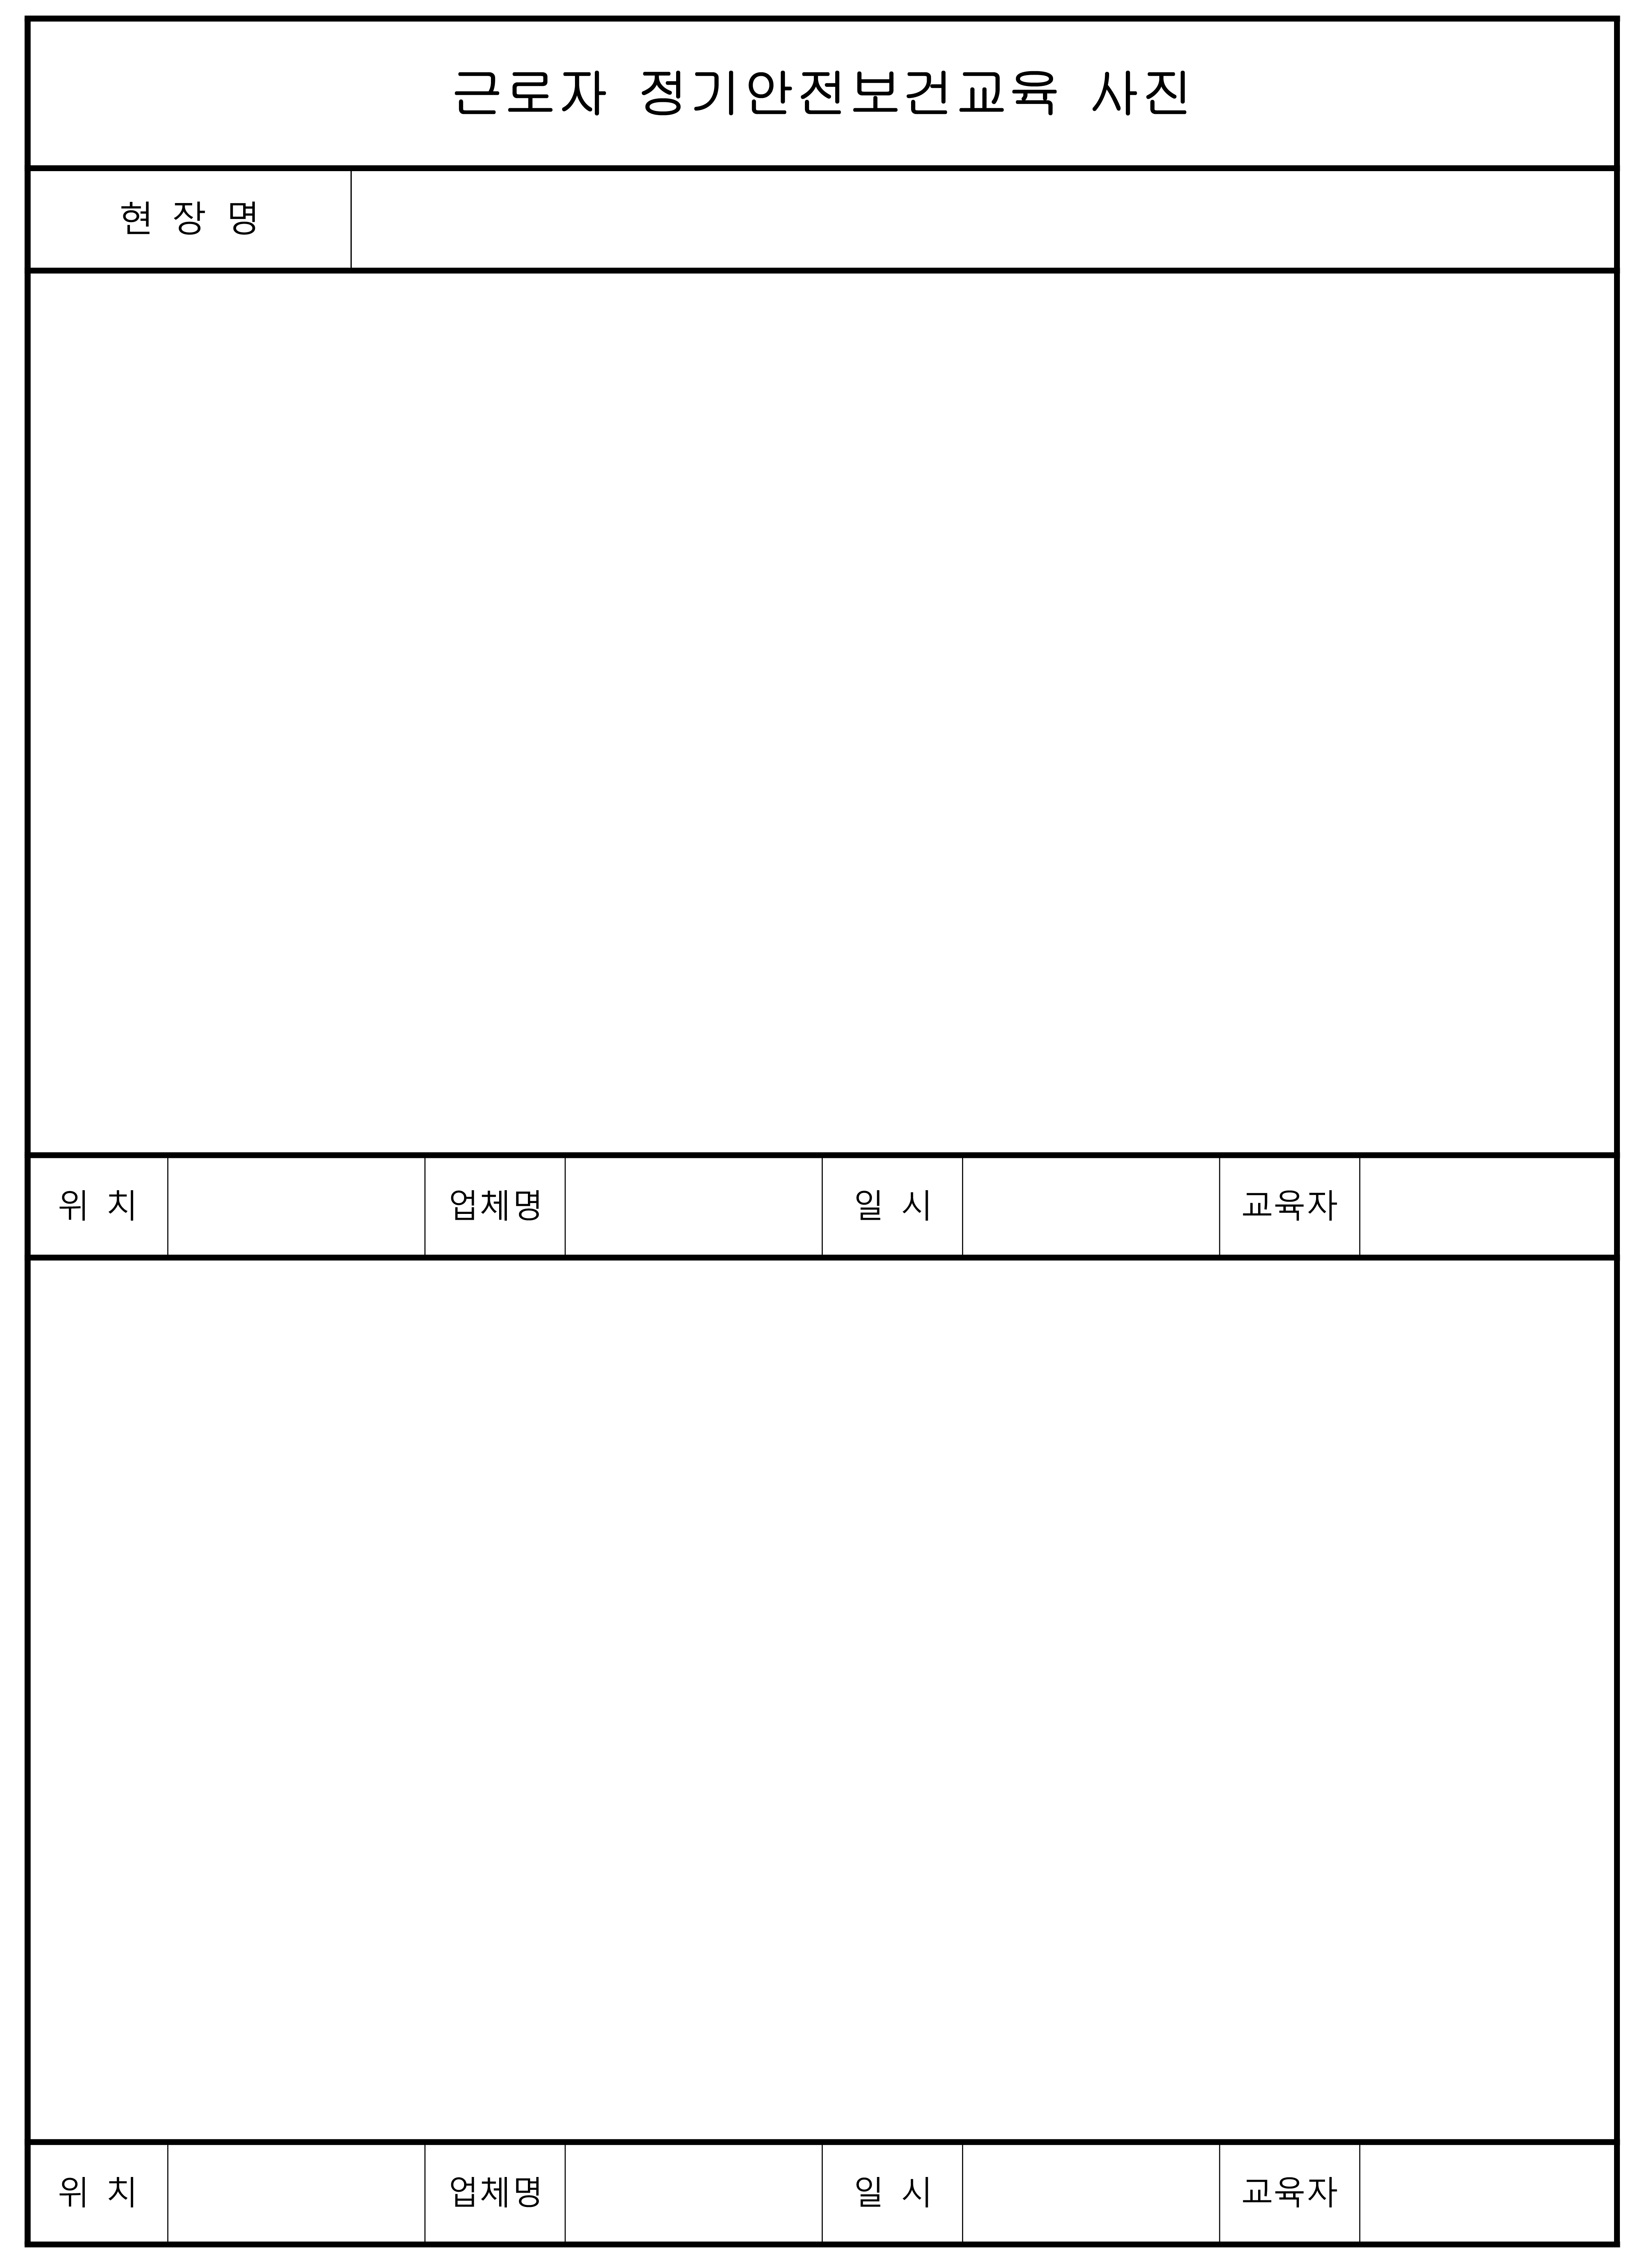 근로자 정기안전보건교육 사진
현 장 명
위 치 업체명 일 시 교육자
위 치 업체명 일 시 교육자